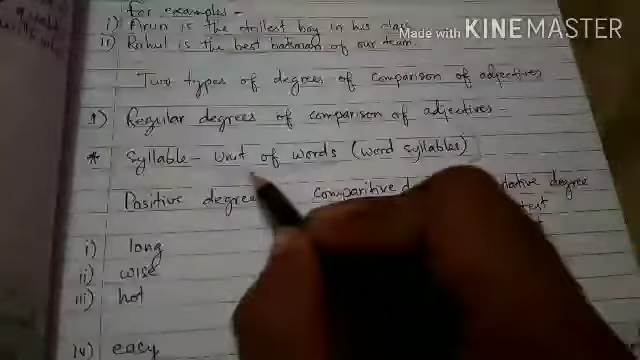 for examples -
i) Arun is the tallest boy in his class.
Made with KINEMASTER
ii) Rahul is the best batsman of our team.
Two types of degrees of comparison of adjectives
1) Regular degrees of comparison of adjectives -
* Syllable - unit of words (word syllables)
Positive degree comparitive degree
i) long
ii) wise
iii) hot
iv) easy